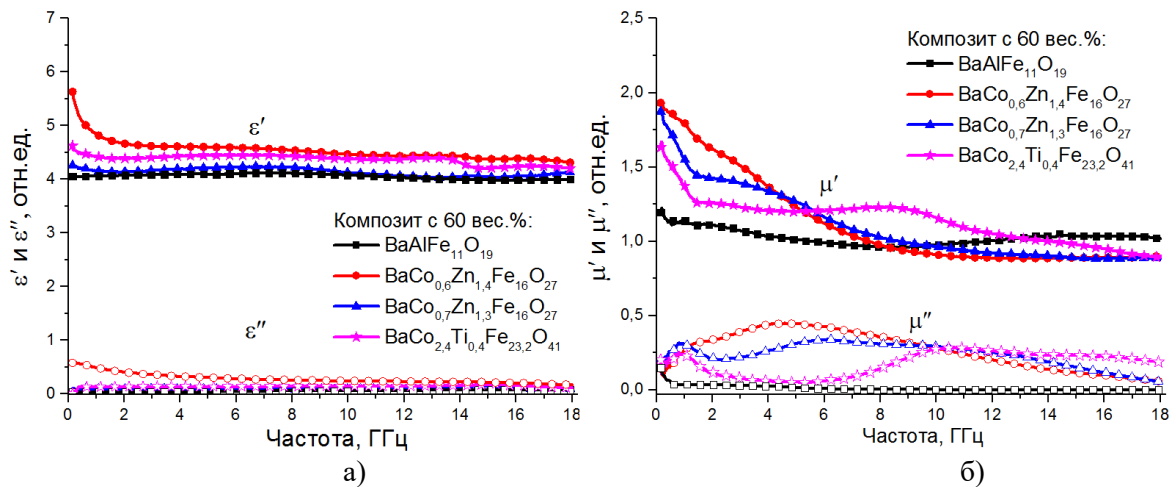 7
6
5
4
3
2
1
0
ε′ и ε″, отн.ед.
ε′
Композит с 60 вес.%:
BaAlFe₁₁O₁₉
BaCo₀,₆Zn₁,₄Fe₁₆O₂₇
BaCo₀,₇Zn₁,₃Fe₁₆O₂₇
BaCo₂,₄Ti₀,₄Fe₂₃,₂O₄₁
ε″
0 2 4 6 8 10 12 14 16 18
Частота, ГГц
а)
2,5
2,0
1,5
1,0
0,5
0,0
μ′ и μ″, отн.ед.
Композит с 60 вес.%:
BaAlFe₁₁O₁₉
BaCo₀,₆Zn₁,₄Fe₁₆O₂₇
BaCo₀,₇Zn₁,₃Fe₁₆O₂₇
BaCo₂,₄Ti₀,₄Fe₂₃,₂O₄₁
μ′
μ″
0 2 4 6 8 10 12 14 16 18
Частота, ГГц
б)